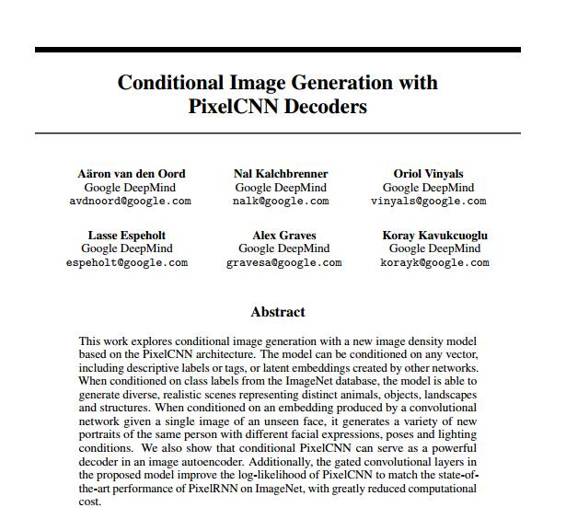 Conditional Image Generation with
PixelCNN Decoders
Aäron van den Oord
Google DeepMind
avdnoord@google.com
Nal Kalchbrenner
Google DeepMind
nalk@google.com
Oriol Vinyals
Google DeepMind
vinyals@google.com
Lasse Espeholt
Google DeepMind
espeholt@google.com
Alex Graves
Google DeepMind
gravesa@google.com
Koray Kavukcuoglu
Google DeepMind
korayk@google.com
Abstract
This work explores conditional image generation with a new image density model
based on the PixelCNN architecture. The model can be conditioned on any vector,
including descriptive labels or tags, or latent embeddings created by other networks.
When conditioned on class labels from the ImageNet database, the model is able to
generate diverse, realistic scenes representing distinct animals, objects, landscapes
and structures. When conditioned on an embedding produced by a convolutional
network given a single image of an unseen face, it generates a variety of new
portraits of the same person with different facial expressions, poses and lighting
conditions. We also show that conditional PixelCNN can serve as a powerful
decoder in an image autoencoder. Additionally, the gated convolutional layers in
the proposed model improve the log-likelihood of PixelCNN to match the state-of-
the-art performance of PixelRNN on ImageNet, with greatly reduced computational
cost.